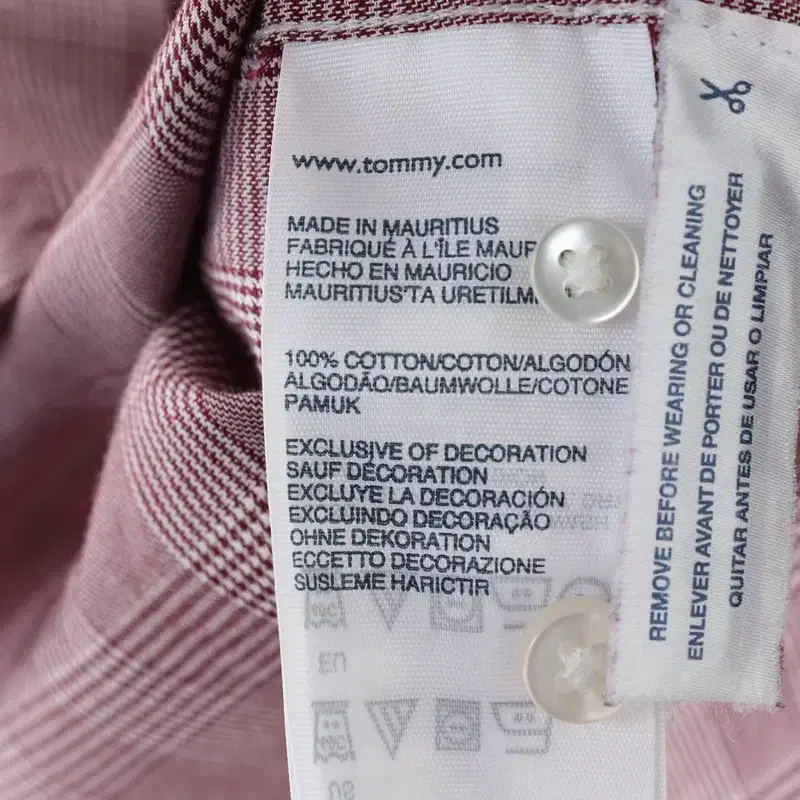 www.tommy.com
MADE IN MAURITIUS
FABRIQUÉ À L'ÎLE
HECHO EN MAURICIO
MAURITIUS'TA
100% COTTON/COTON/ALGODÓN
ALGODÃO/BAUMWOLLE/COTONE
PAMUK
EXCLUSIVE OF DECORATION
SAUF DÉCORATION
EXCLUYE LA DECORACIÓN
EXCLUINDO DECORAÇÃO
OHNE DEKORATION
ECCETTO DECORAZIONE
SUSLEME HARICTIR
REMOVE BEFORE WEARING OR CLEANING
ENLEVER AVANT DE PORTER OU DE NETTOYER
QUITAR ANTES DE USAR O LIMPIAR